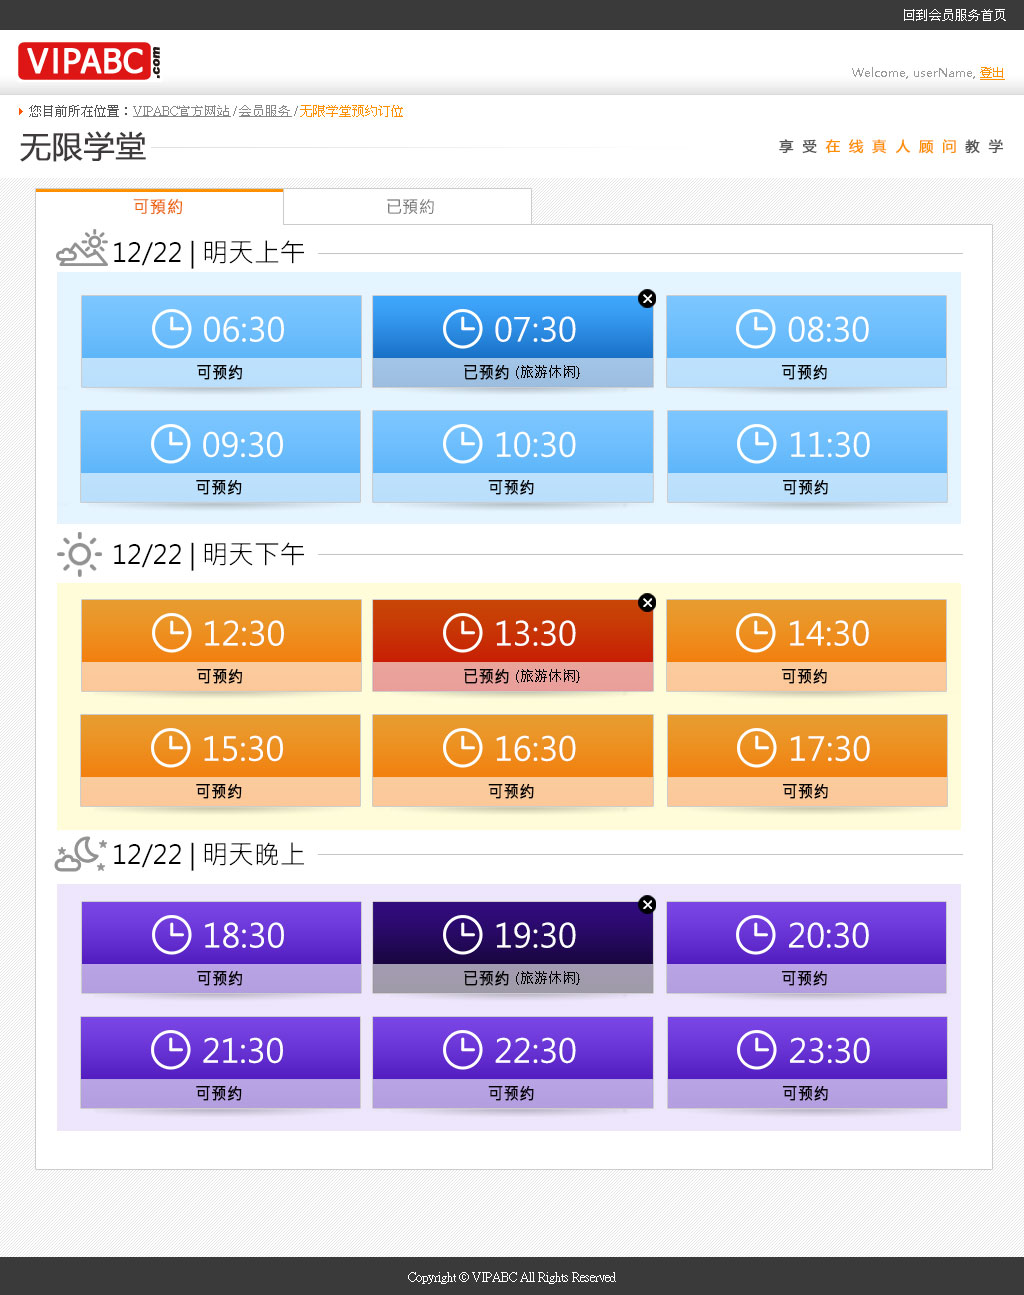 回到会员服务首页
VIPABC.com
Welcome, userName, 登出
您目前所在位置：VIPABC官方网站 / 会员服务 / 无限学堂预约订位
无限学堂
享受在线真人顾问教学
可預約 已預約
12/22 | 明天上午
06:30 07:30 08:30
可预约 已预约 (旅游休闲) 可预约
09:30 10:30 11:30
可预约 可预约 可预约
12/22 | 明天下午
12:30 13:30 14:30
可预约 已预约 (旅游休闲) 可预约
15:30 16:30 17:30
可预约 可预约 可预约
12/22 | 明天晚上
18:30 19:30 20:30
可预约 已预约 (旅游休闲) 可预约
21:30 22:30 23:30
可预约 可预约 可预约
Copyright © VIPABC All Rights Reserved